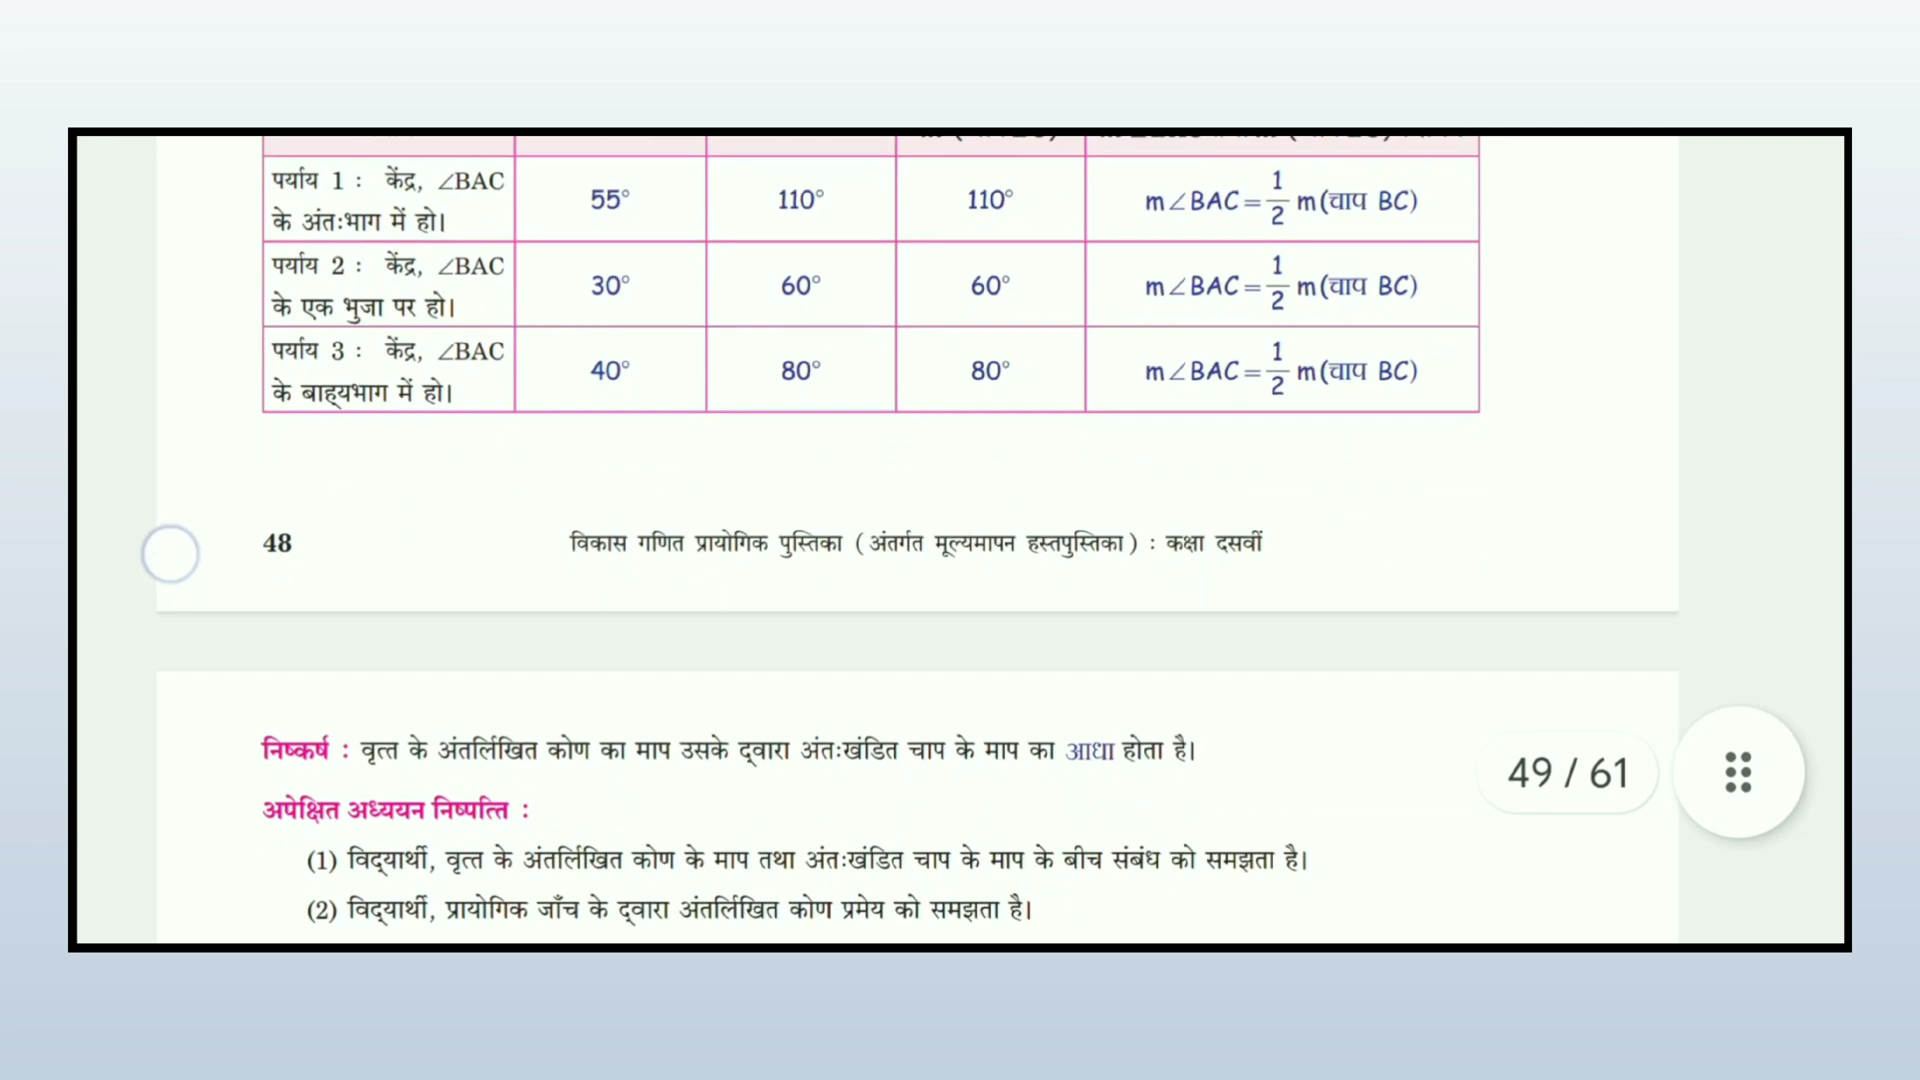 पर्याय 1 : केंद्र, ∠BAC
के अंतःभाग में हो।
55° 110° 110° m∠BAC = 1/2 m(चाप BC)
पर्याय 2 : केंद्र, ∠BAC
के एक भुजा पर हो।
30° 60° 60° m∠BAC = 1/2 m(चाप BC)
पर्याय 3 : केंद्र, ∠BAC
के बाह्यभाग में हो।
40° 80° 80° m∠BAC = 1/2 m(चाप BC)
48 विकास गणित प्रायोगिक पुस्तिका (अंतर्गत मूल्यमापन हस्तपुस्तिका) : कक्षा दसवीं
निष्कर्ष : वृत्त के अंतर्लिखित कोण का माप उसके द्वारा अंतःखंडित चाप के माप का आधा होता है।
49 / 61
अपेक्षित अध्ययन निष्पत्ति :
(1) विद्यार्थी, वृत्त के अंतर्लिखित कोण के माप तथा अंतःखंडित चाप के माप के बीच संबंध को समझता है।
(2) विद्यार्थी, प्रायोगिक जाँच के द्वारा अंतर्लिखित कोण प्रमेय को समझता है।